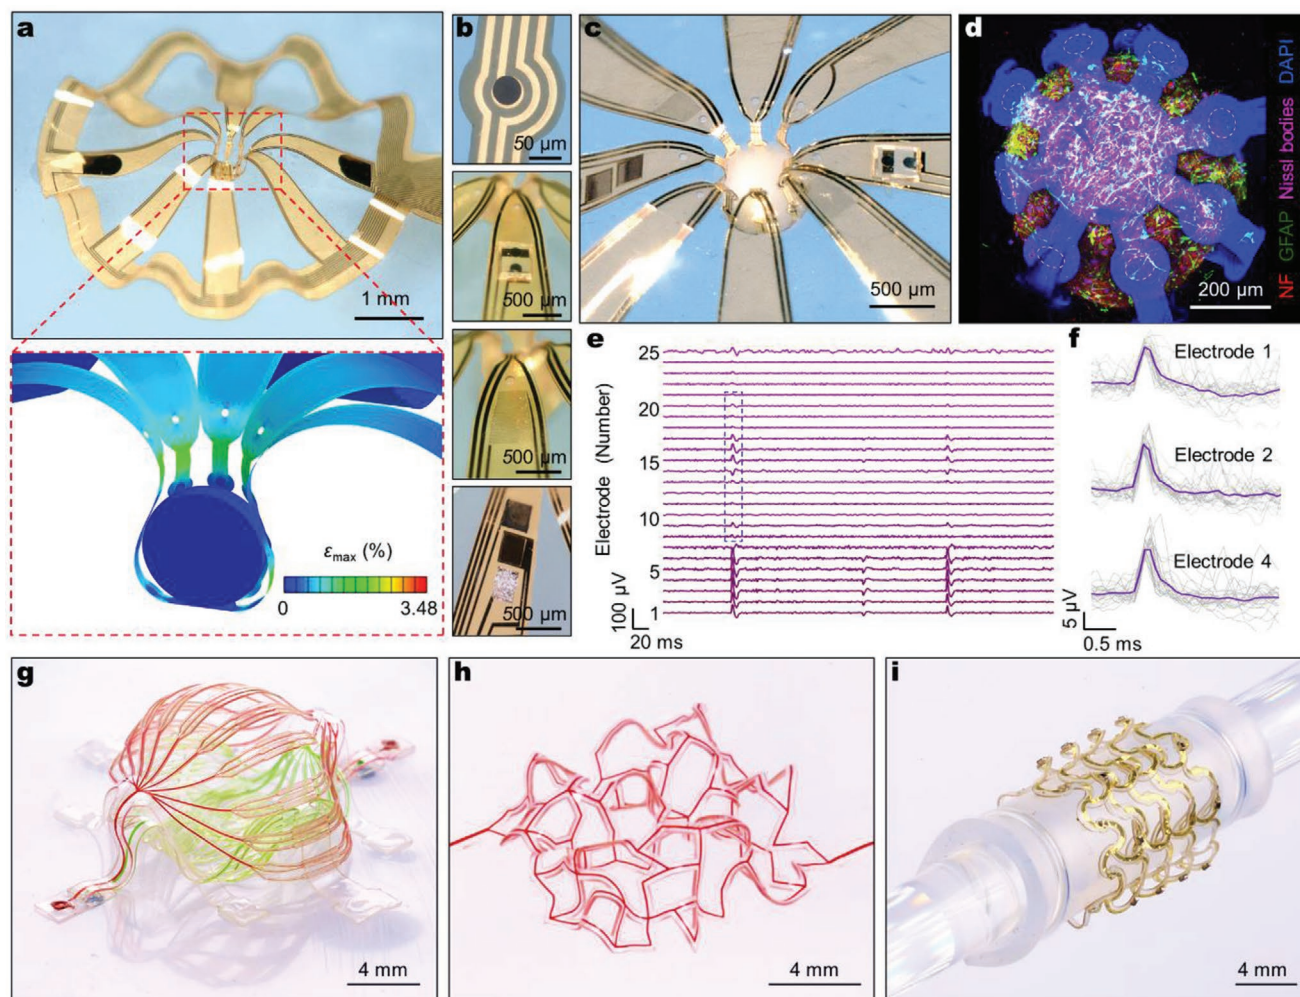 a
1 mm
εmax (%)
0
3.48
b
50 µm
500 µm
500 µm
500 µm
c
500 µm
d
NF GFAP Nissl bodies DAPI
200 µm
e
Electrode (Number)
25
20
15
10
5
1
100 µV
20 ms
f
Electrode 1
Electrode 2
Electrode 4
5 µV
0.5 ms
g
4 mm
h
4 mm
i
4 mm